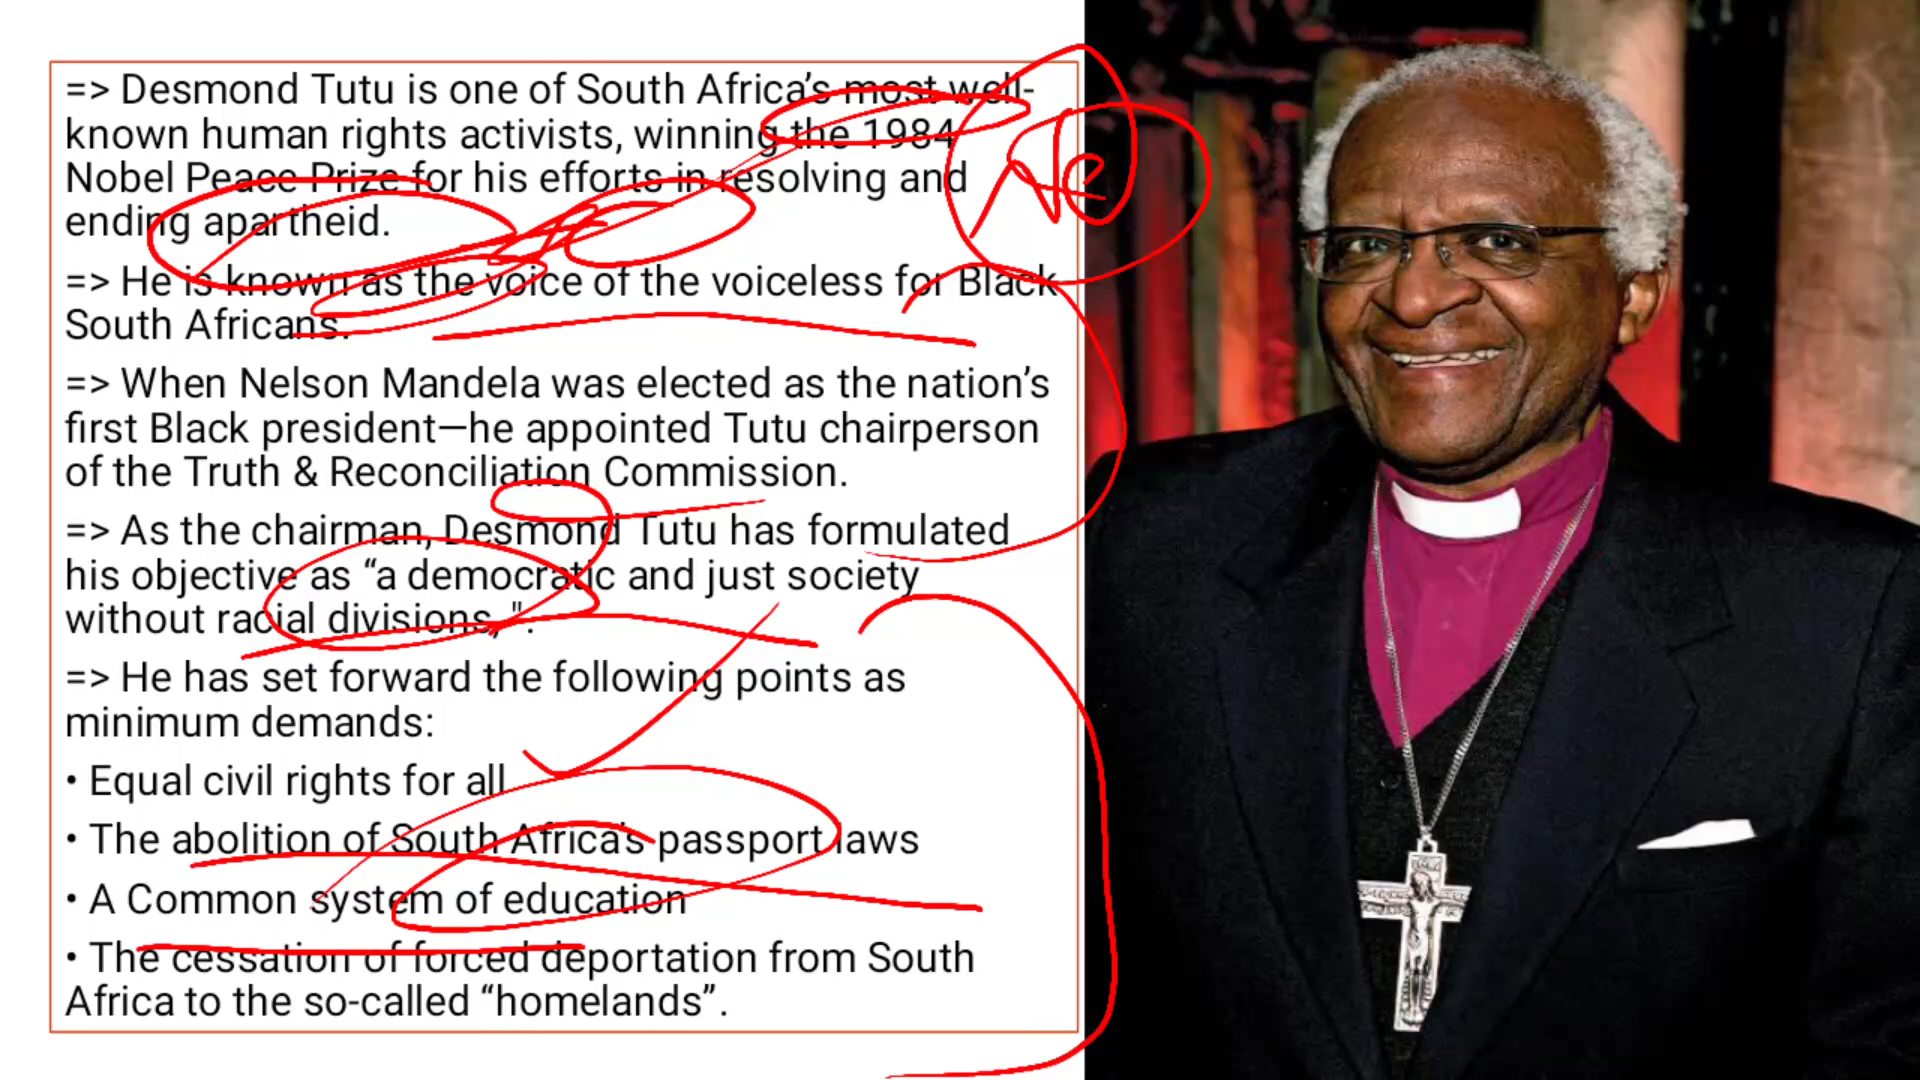 => Desmond Tutu is one of South Africa's most well-
known human rights activists, winning the 1984
Nobel Peace Prize for his efforts in resolving and
ending apartheid.
=> He is known as the voice of the voiceless for Black
South Africans.
=> When Nelson Mandela was elected as the nation's
first Black president—he appointed Tutu chairperson
of the Truth & Reconciliation Commission.
=> As the chairman, Desmond Tutu has formulated
his objective as “a democratic and just society
without racial divisions, ".
=> He has set forward the following points as
minimum demands:
• Equal civil rights for all
• The abolition of South Africa's passport laws
• A Common system of education
• The cessation of forced deportation from South
Africa to the so-called “homelands”.